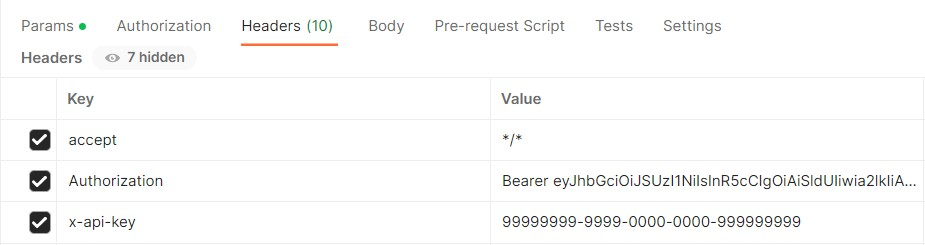 Params Authorization Headers (10) Body Pre-request Script Tests Settings
Headers 7 hidden
Key Value
accept */*
Authorization Bearer eyJhbGciOiJSUzI1NiIsInR5cCIgOiAiSldUIiwia2lkIiA...
x-api-key 99999999-9999-0000-0000-999999999